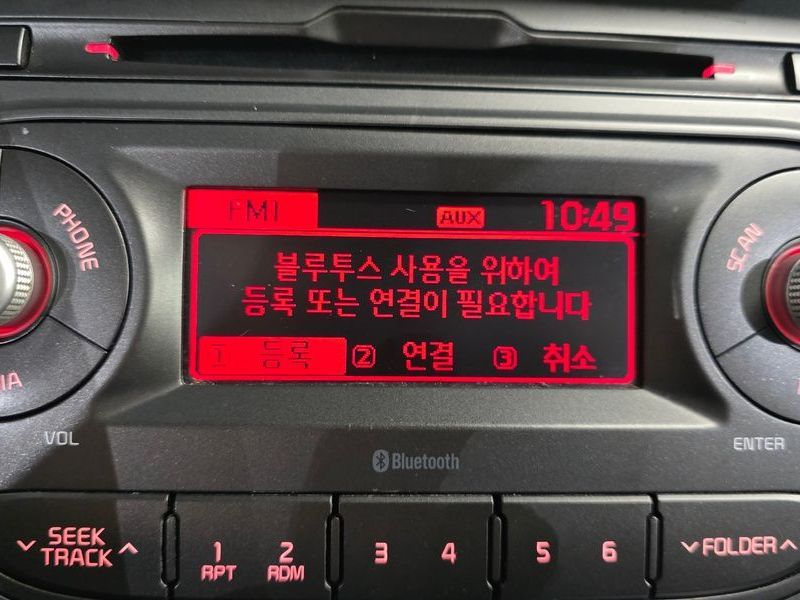 FM1 AUX 10:49
PHONE
SCAN
블루투스 사용을 위하여
등록 또는 연결이 필요합니다
1 등록 2 연결 3 취소
VOL
ENTER
Bluetooth
SEEK TRACK
1 RPT
2 RDM
3
4
5
6
FOLDER